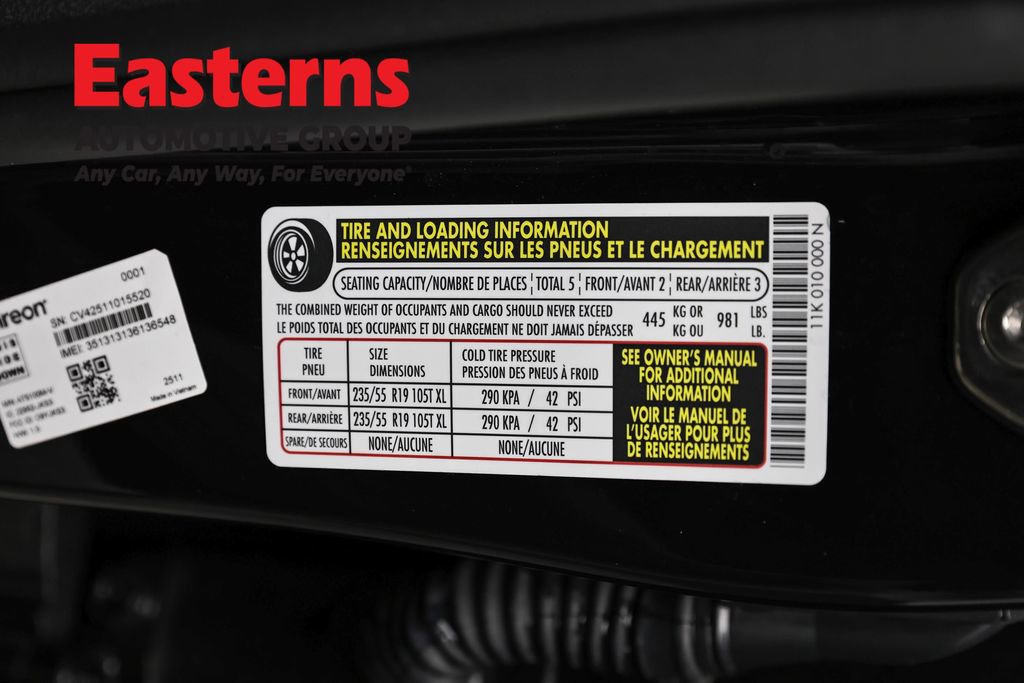 Easterns
AUTOMOTIVE GROUP
Any Car, Any Way, For Everyone®
TIRE AND LOADING INFORMATION
RENSEIGNEMENTS SUR LES PNEUS ET LE CHARGEMENT
SEATING CAPACITY/NOMBRE DE PLACES TOTAL 5 FRONT/AVANT 2 REAR/ARRIÈRE 3
THE COMBINED WEIGHT OF OCCUPANTS AND CARGO SHOULD NEVER EXCEED
LE POIDS TOTAL DES OCCUPANTS ET DU CHARGEMENT NE DOIT JAMAIS DÉPASSER
445 KG OR KG OU 981 LBS LB.
TIRE PNEU SIZE DIMENSIONS COLD TIRE PRESSURE PRESSION DES PNEUS À FROID
FRONT/AVANT 235/55 R19 105T XL 290 KPA / 42 PSI
REAR/ARRIÈRE 235/55 R19 105T XL 290 KPA / 42 PSI
SPARE/DE SECOURS NONE/AUCUNE NONE/AUCUNE
SEE OWNER'S MANUAL
FOR ADDITIONAL
INFORMATION
VOIR LE MANUEL DE
L'USAGER POUR PLUS
DE RENSEIGNEMENTS
11K 010 000 N
0001
SN: CV42511015520
IMEI: 351313136136548
2511
Made in Vietnam